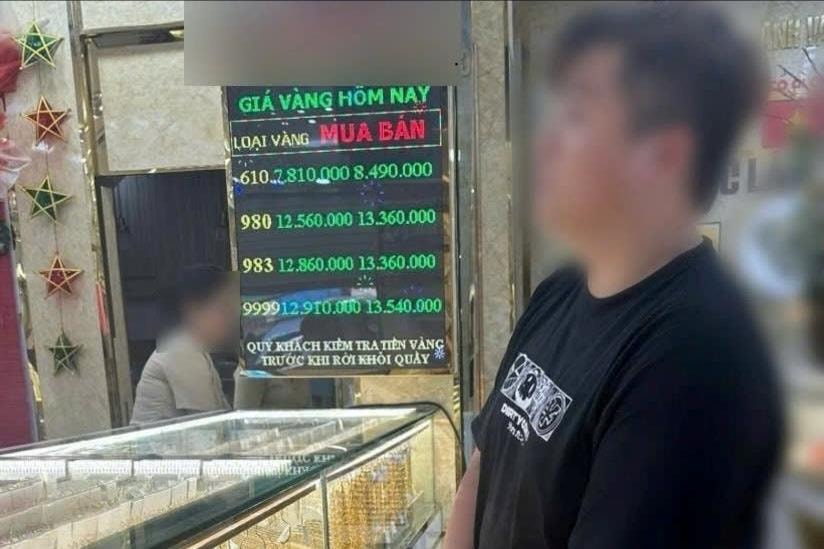 GIÁ VÀNG HÔM NAY
LOẠI VÀNG MUA BÁN
610 7.810.000 8.490.000
980 12.560.000 13.360.000
983 12.860.000 13.360.000
9999 12.910.000 13.540.000
QUÝ KHÁCH KIỂM TRA TIỀN VÀNG
TRƯỚC KHI RỜI KHỎI QUẦY